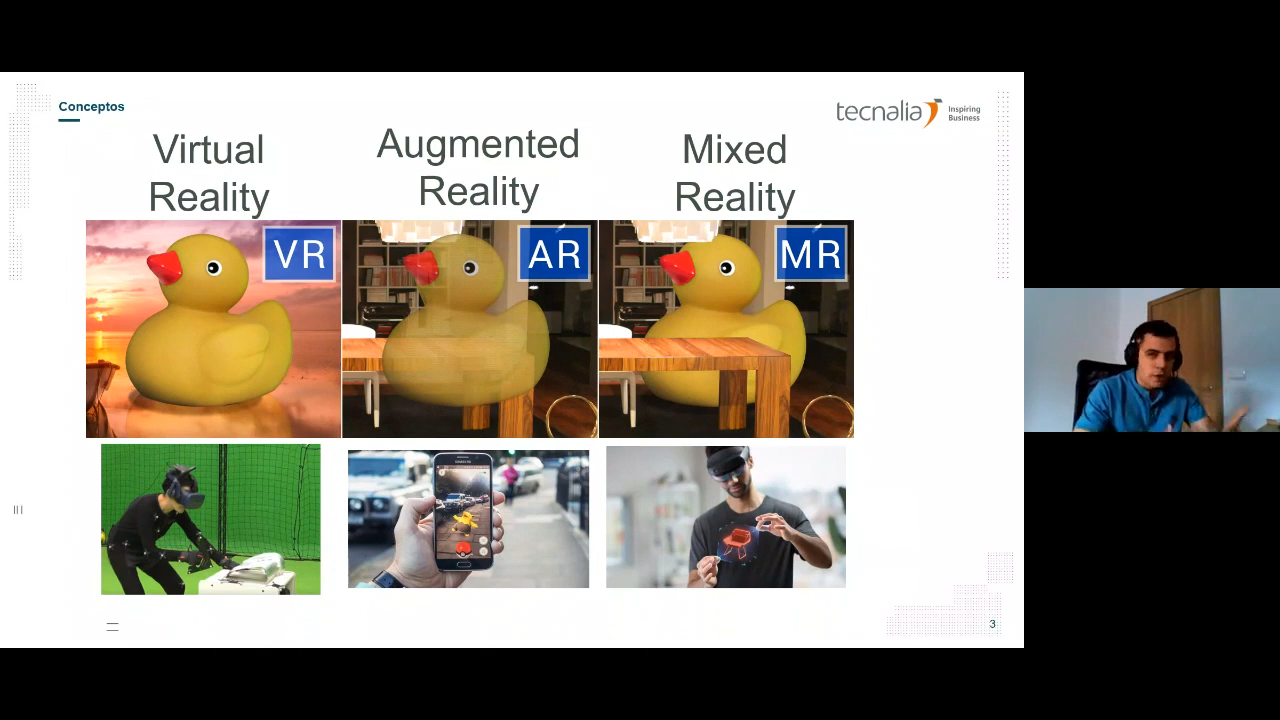 Conceptos
tecnalia
Inspiring
Business
Virtual
Reality
Augmented
Reality
Mixed
Reality
VR
AR
MR
3